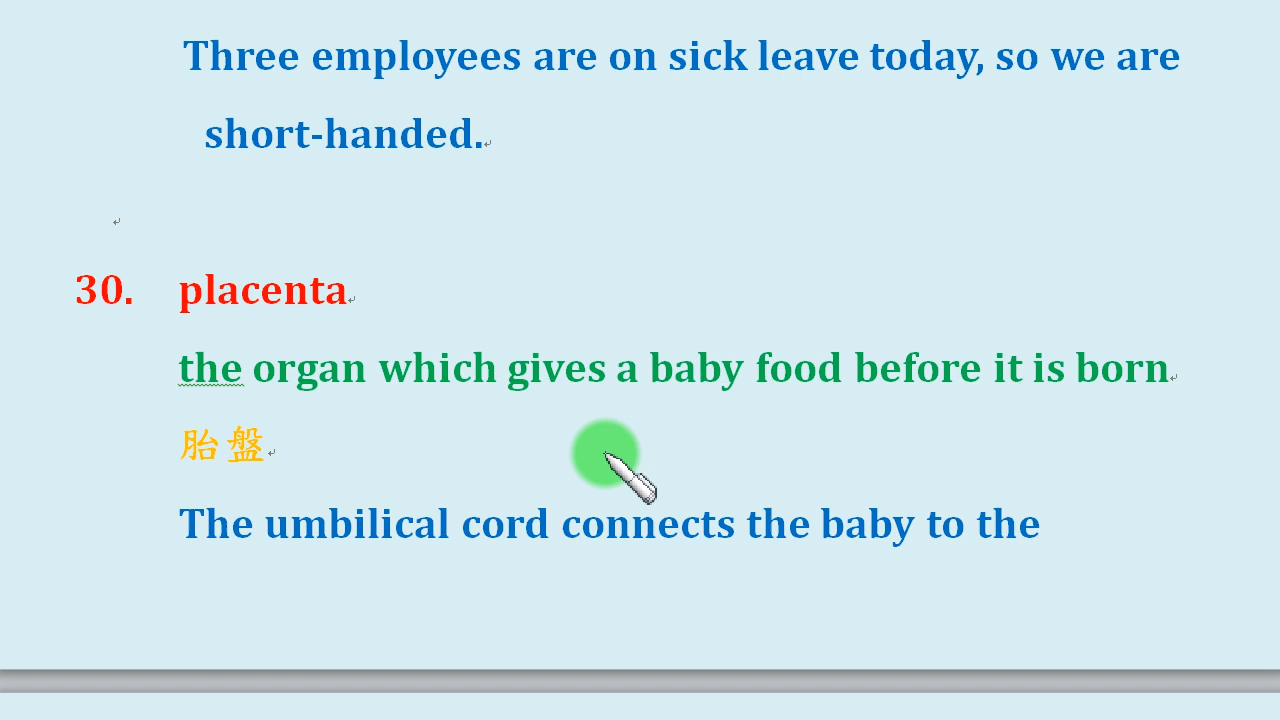 Three employees are on sick leave today, so we are
short-handed.
30. placenta
the organ which gives a baby food before it is born
胎盤
The umbilical cord connects the baby to the